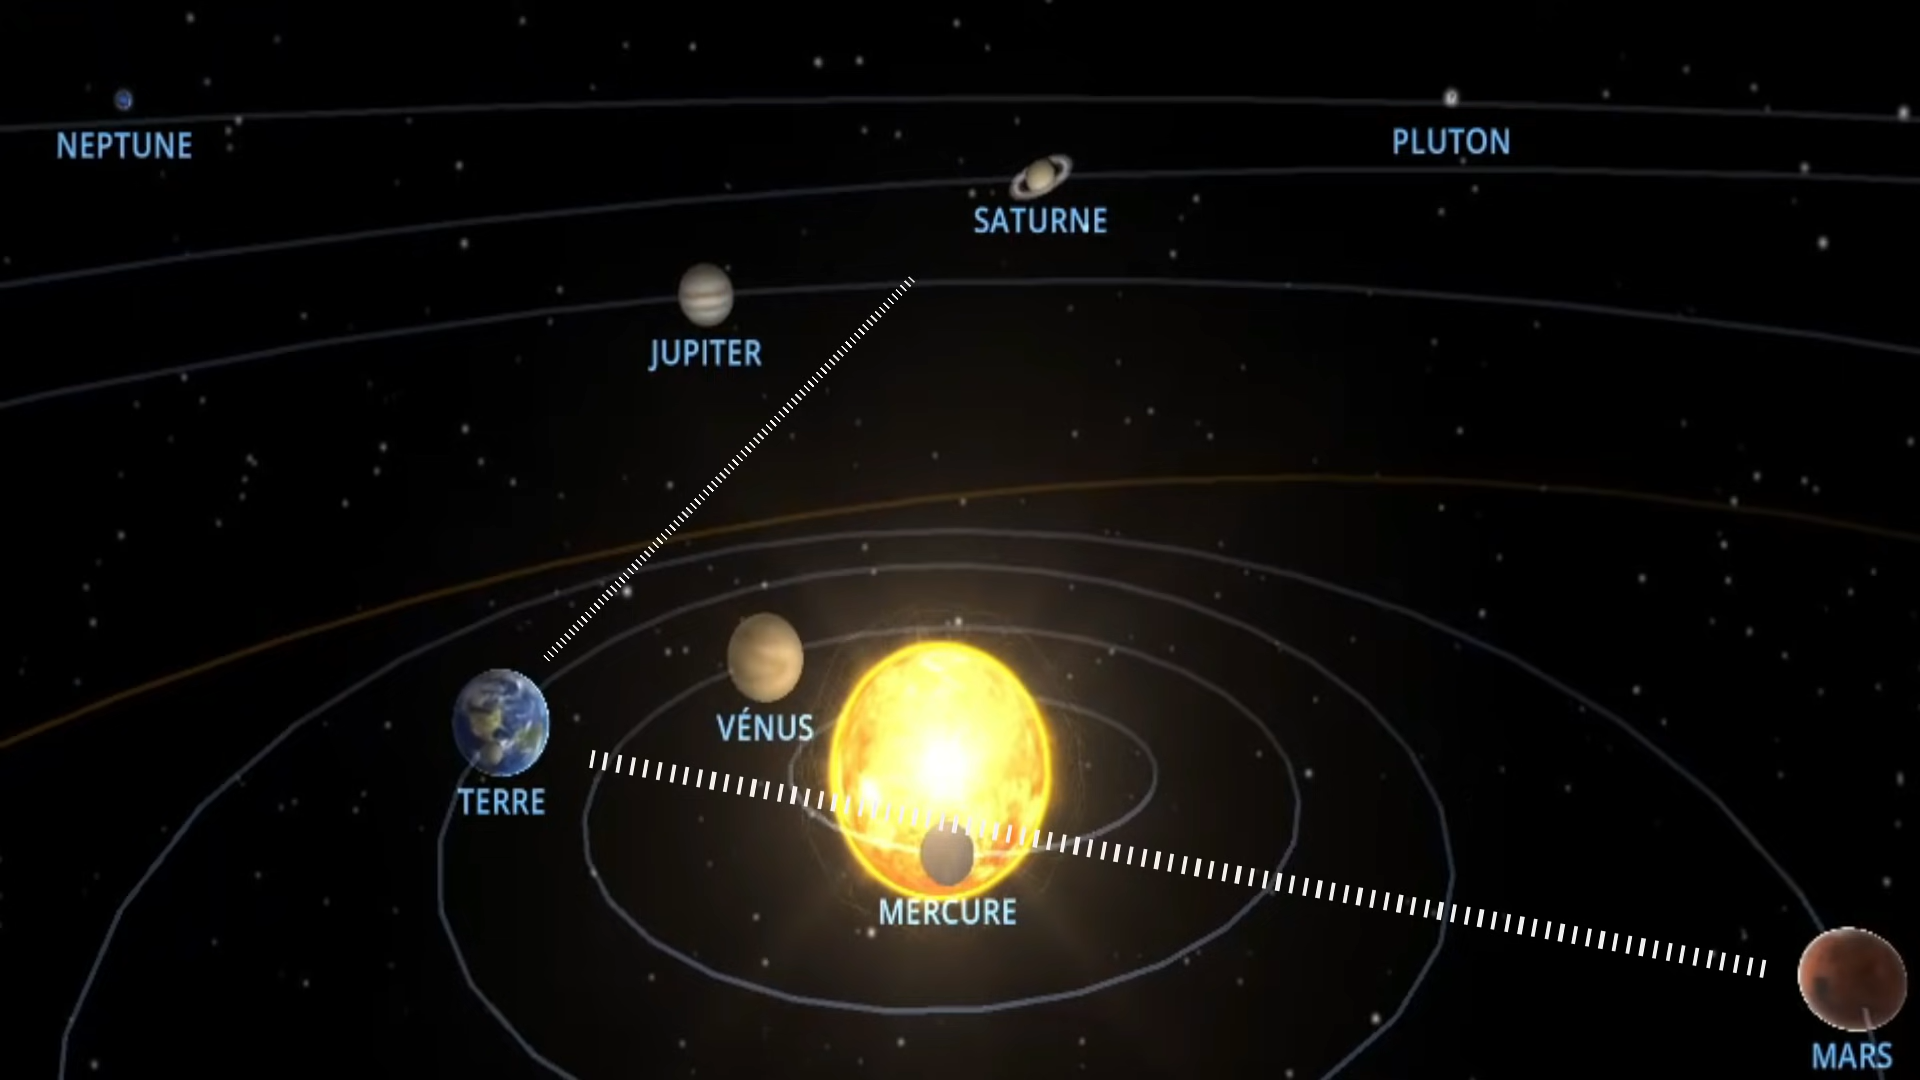 NEPTUNE
PLUTON
SATURNE
JUPITER
VÉNUS
TERRE
MERCURE
MARS